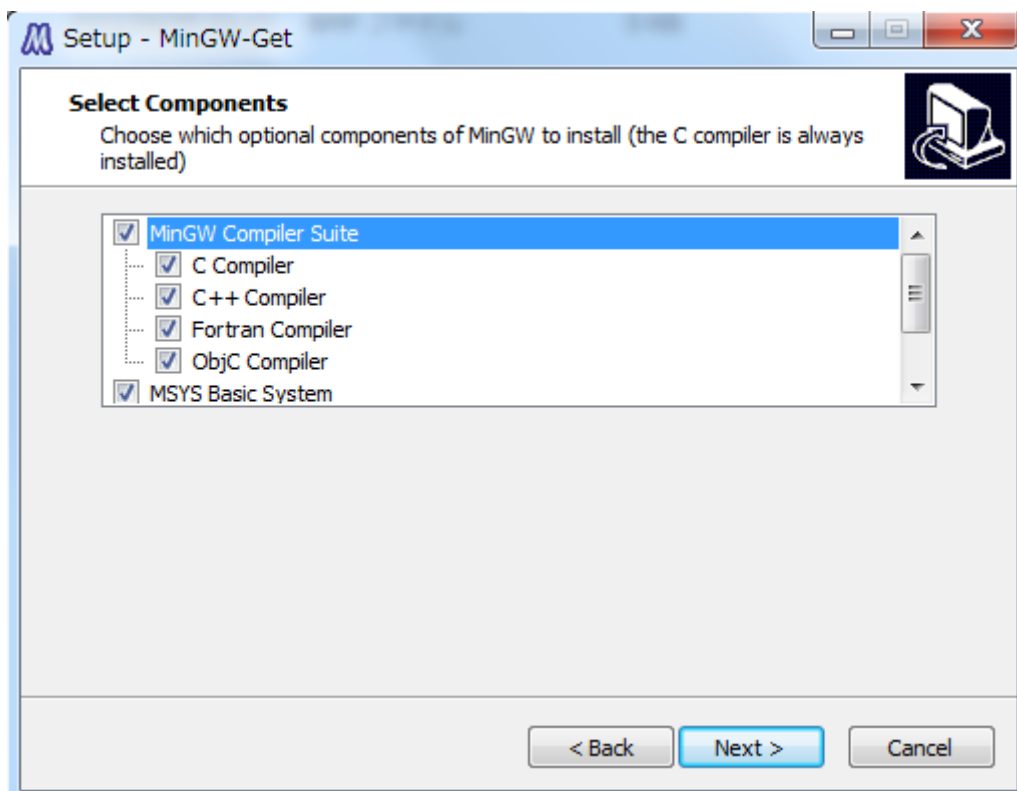 Setup - MinGW-Get
Select Components
Choose which optional components of MinGW to install (the C compiler is always
installed)
MinGW Compiler Suite
C Compiler
C++ Compiler
Fortran Compiler
ObjC Compiler
MSYS Basic System
< Back
Next >
Cancel